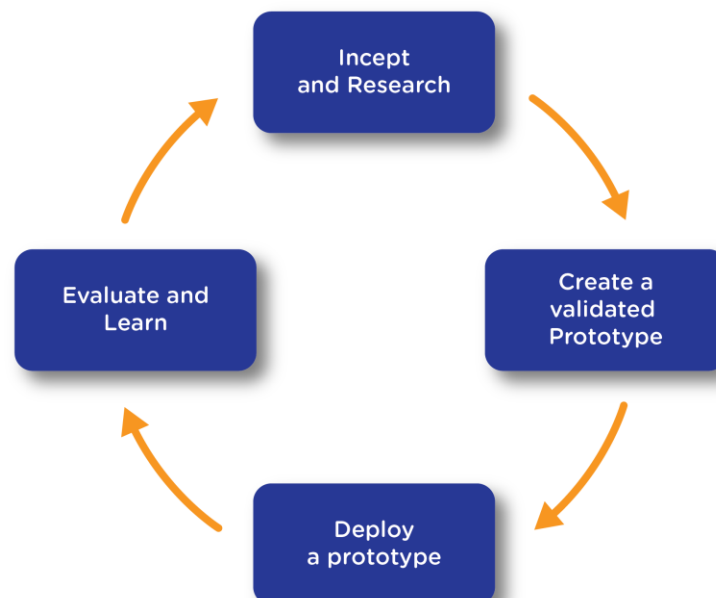 Incept
and Research
Create a
validated
Prototype
Deploy
a prototype
Evaluate and
Learn